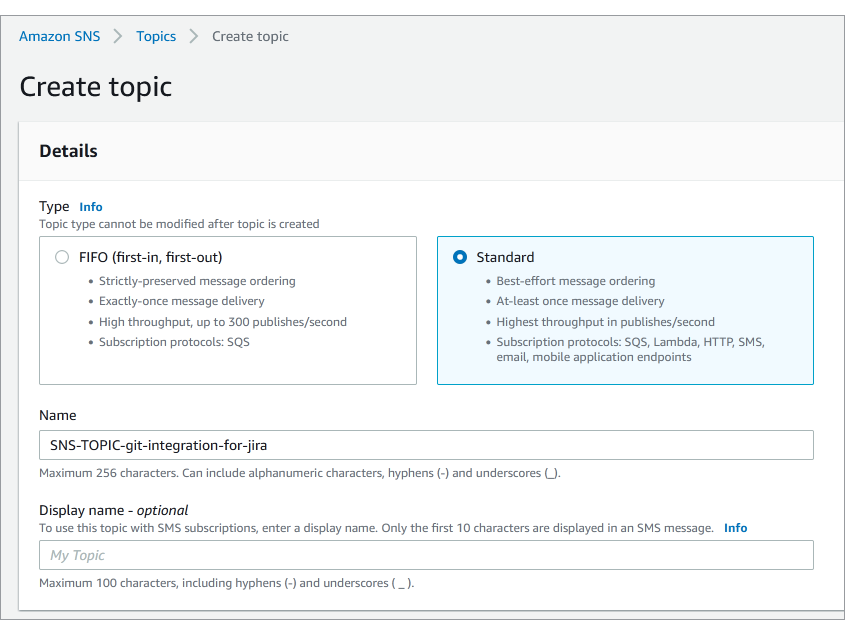 Amazon SNS > Topics > Create topic
Create topic
Details
Type Info
Topic type cannot be modified after topic is created
FIFO (first-in, first-out)
• Strictly-preserved message ordering
• Exactly-once message delivery
• High throughput, up to 300 publishes/second
• Subscription protocols: SQS
Standard
• Best-effort message ordering
• At-least once message delivery
• Highest throughput in publishes/second
• Subscription protocols: SQS, Lambda, HTTP, SMS,
email, mobile application endpoints
Name
SNS-TOPIC-git-integration-for-jira
Maximum 256 characters. Can include alphanumeric characters, hyphens (-) and underscores (_).
Display name - optional
To use this topic with SMS subscriptions, enter a display name. Only the first 10 characters are displayed in an SMS message. Info
My Topic
Maximum 100 characters, including hyphens (-) and underscores ( _ ).